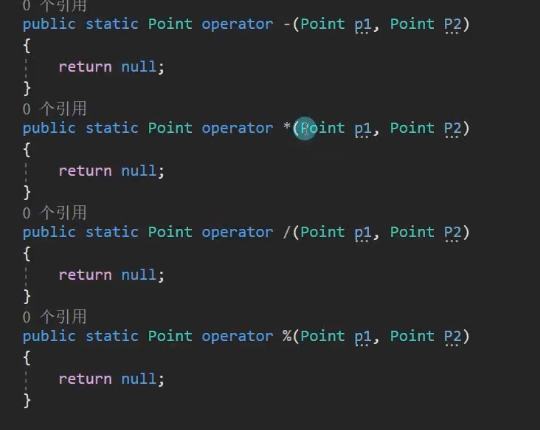 0 个引用
public static Point operator -(Point p1, Point P2)
{
    return null;
}
0 个引用
public static Point operator *(Point p1, Point P2)
{
    return null;
}
0 个引用
public static Point operator /(Point p1, Point P2)
{
    return null;
}
0 个引用
public static Point operator %(Point p1, Point P2)
{
    return null;
}